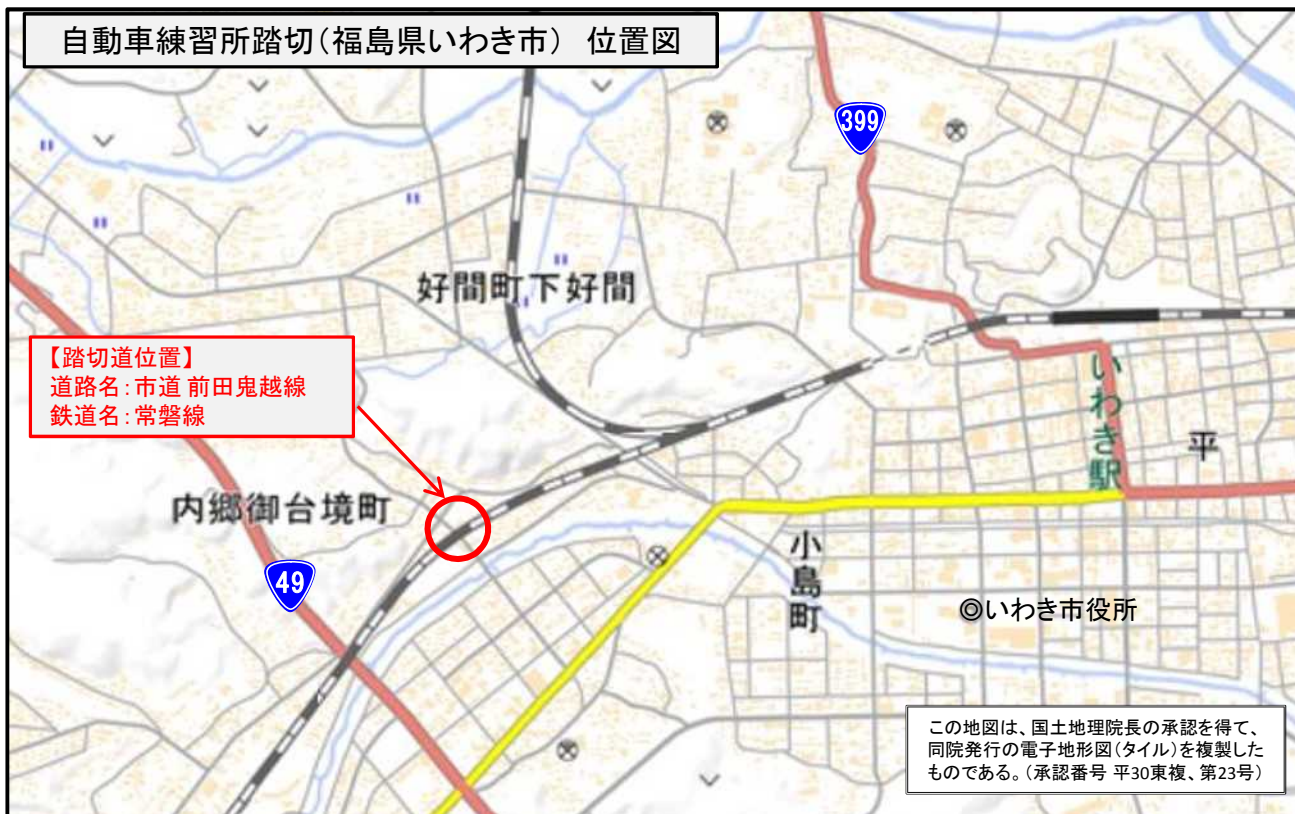 自動車練習所踏切(福島県いわき市) 位置図
399
好間町下好間
【踏切道位置】
道路名:市道 前田鬼越線
鉄道名:常磐線
いわき駅
平
内郷御台境町
49
小島町
◎いわき市役所
この地図は、国土地理院長の承認を得て、
同院発行の電子地形図(タイル)を複製した
ものである。(承認番号 平30東複、第23号)